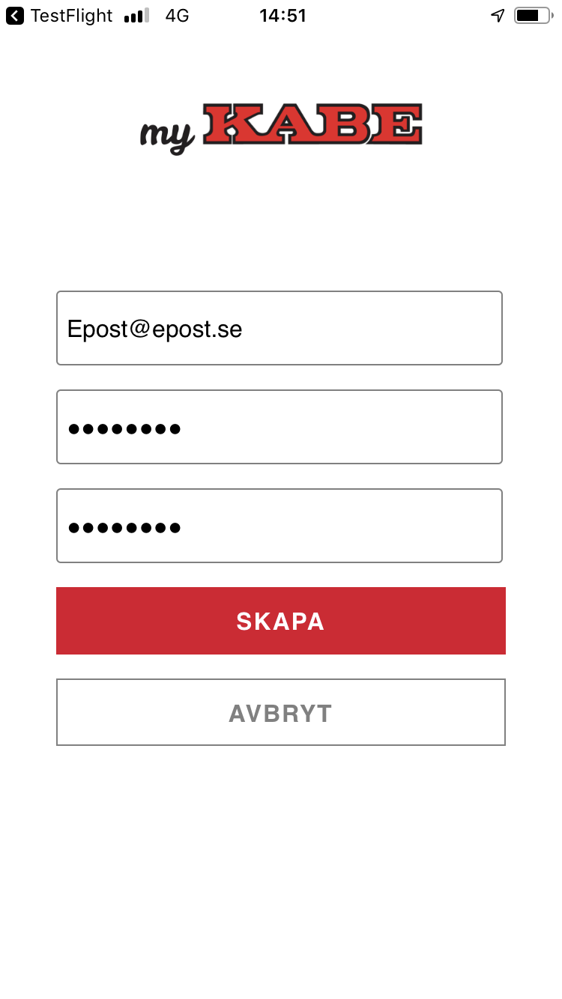 TestFlight 4G 14:51
my KABE
Epost@epost.se
••••••••
••••••••
SKAPA
AVBRYT